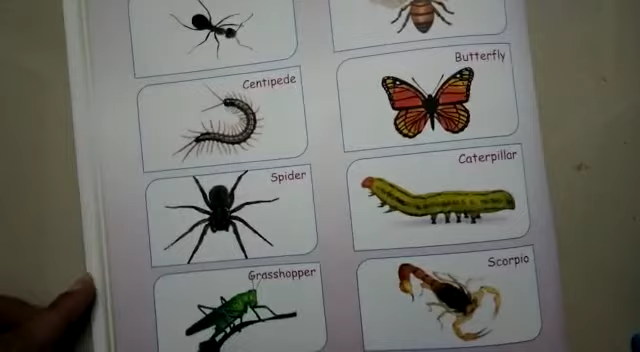 Centipede
Butterfly
Spider
Caterpillar
Grasshopper
Scorpio